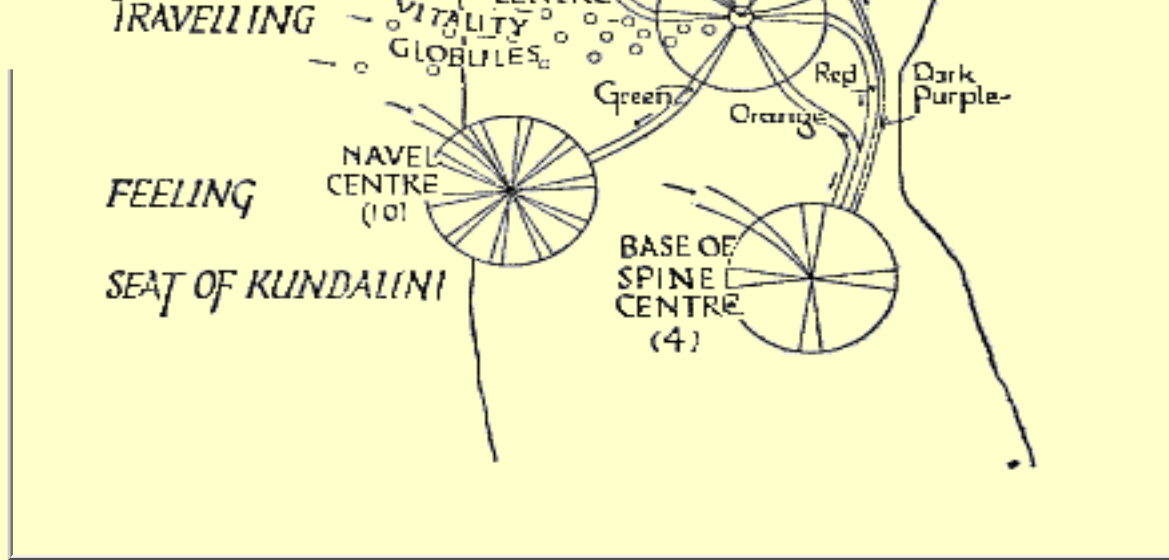 TRAVELLING
VITALITY
GLOBULES
Green
Orange
Red
Dark
Purple
NAVEL
CENTRE
(10)
FEELING
BASE OF
SPINE
CENTRE
(4)
SEAT OF KUNDALINI